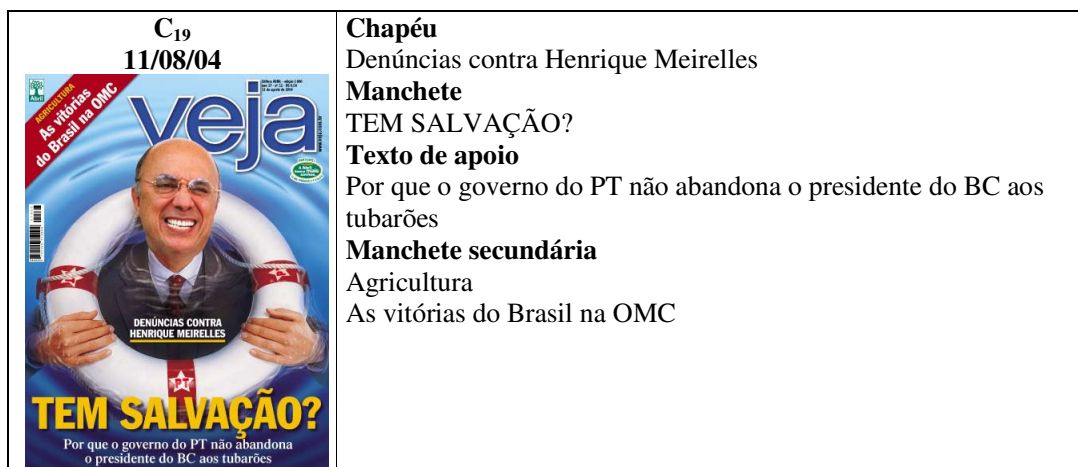 C₁₉
11/08/04
Abril
AGRICULTURA
As vitórias
do Brasil na OMC
veja
DENÚNCIAS CONTRA
HENRIQUE MEIRELLES
PT
TEM SALVAÇÃO?
Por que o governo do PT não abandona
o presidente do BC aos tubarões
Chapéu
Denúncias contra Henrique Meirelles
Manchete
TEM SALVAÇÃO?
Texto de apoio
Por que o governo do PT não abandona o presidente do BC aos
tubarões
Manchete secundária
Agricultura
As vitórias do Brasil na OMC